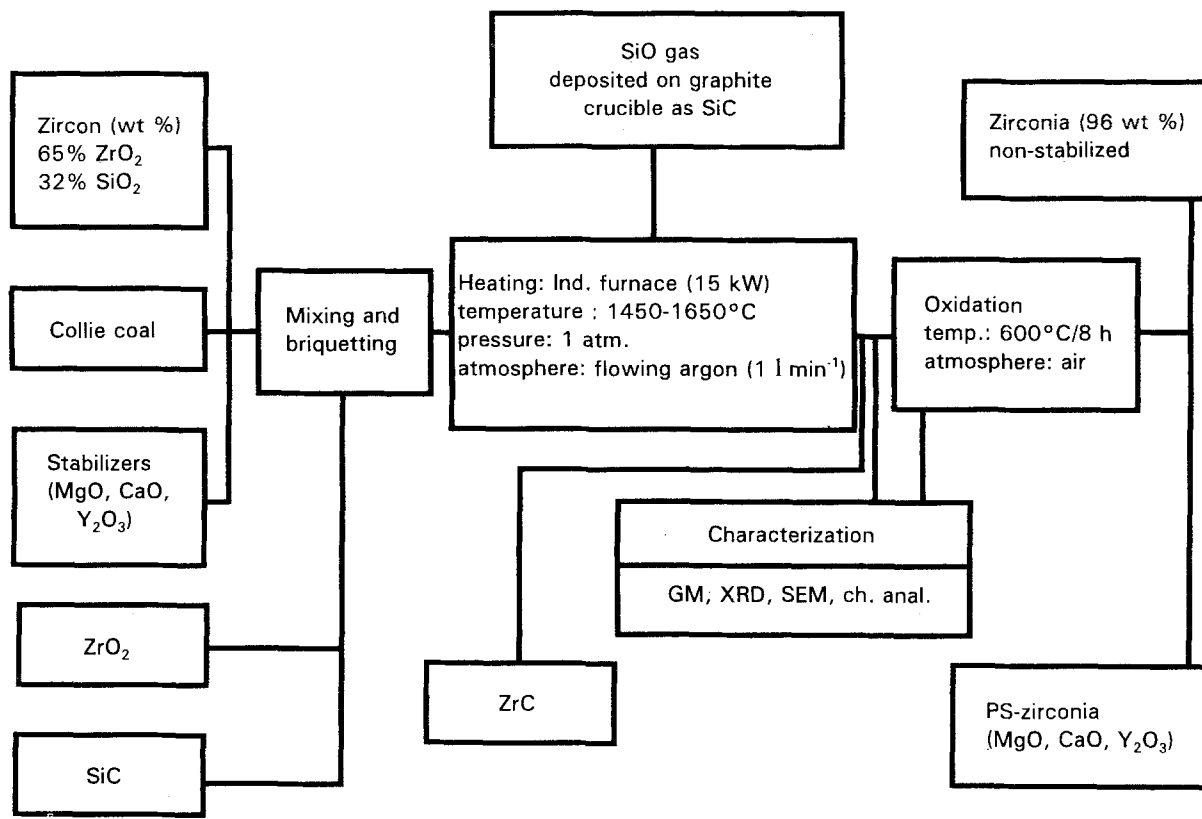 SiO gas
deposited on graphite
crucible as SiC
Zircon (wt %)
65% ZrO₂
32% SiO₂
Zirconia (96 wt %)
non-stabilized
Collie coal
Mixing and
briquetting
Heating: Ind. furnace (15 kW)
temperature : 1450-1650°C
pressure: 1 atm.
atmosphere: flowing argon (1 l min⁻¹)
Oxidation
temp.: 600°C/8 h
atmosphere: air
Stabilizers
(MgO, CaO,
Y₂O₃)
Characterization
GM; XRD, SEM, ch. anal.
ZrO₂
ZrC
PS-zirconia
(MgO, CaO, Y₂O₃)
SiC